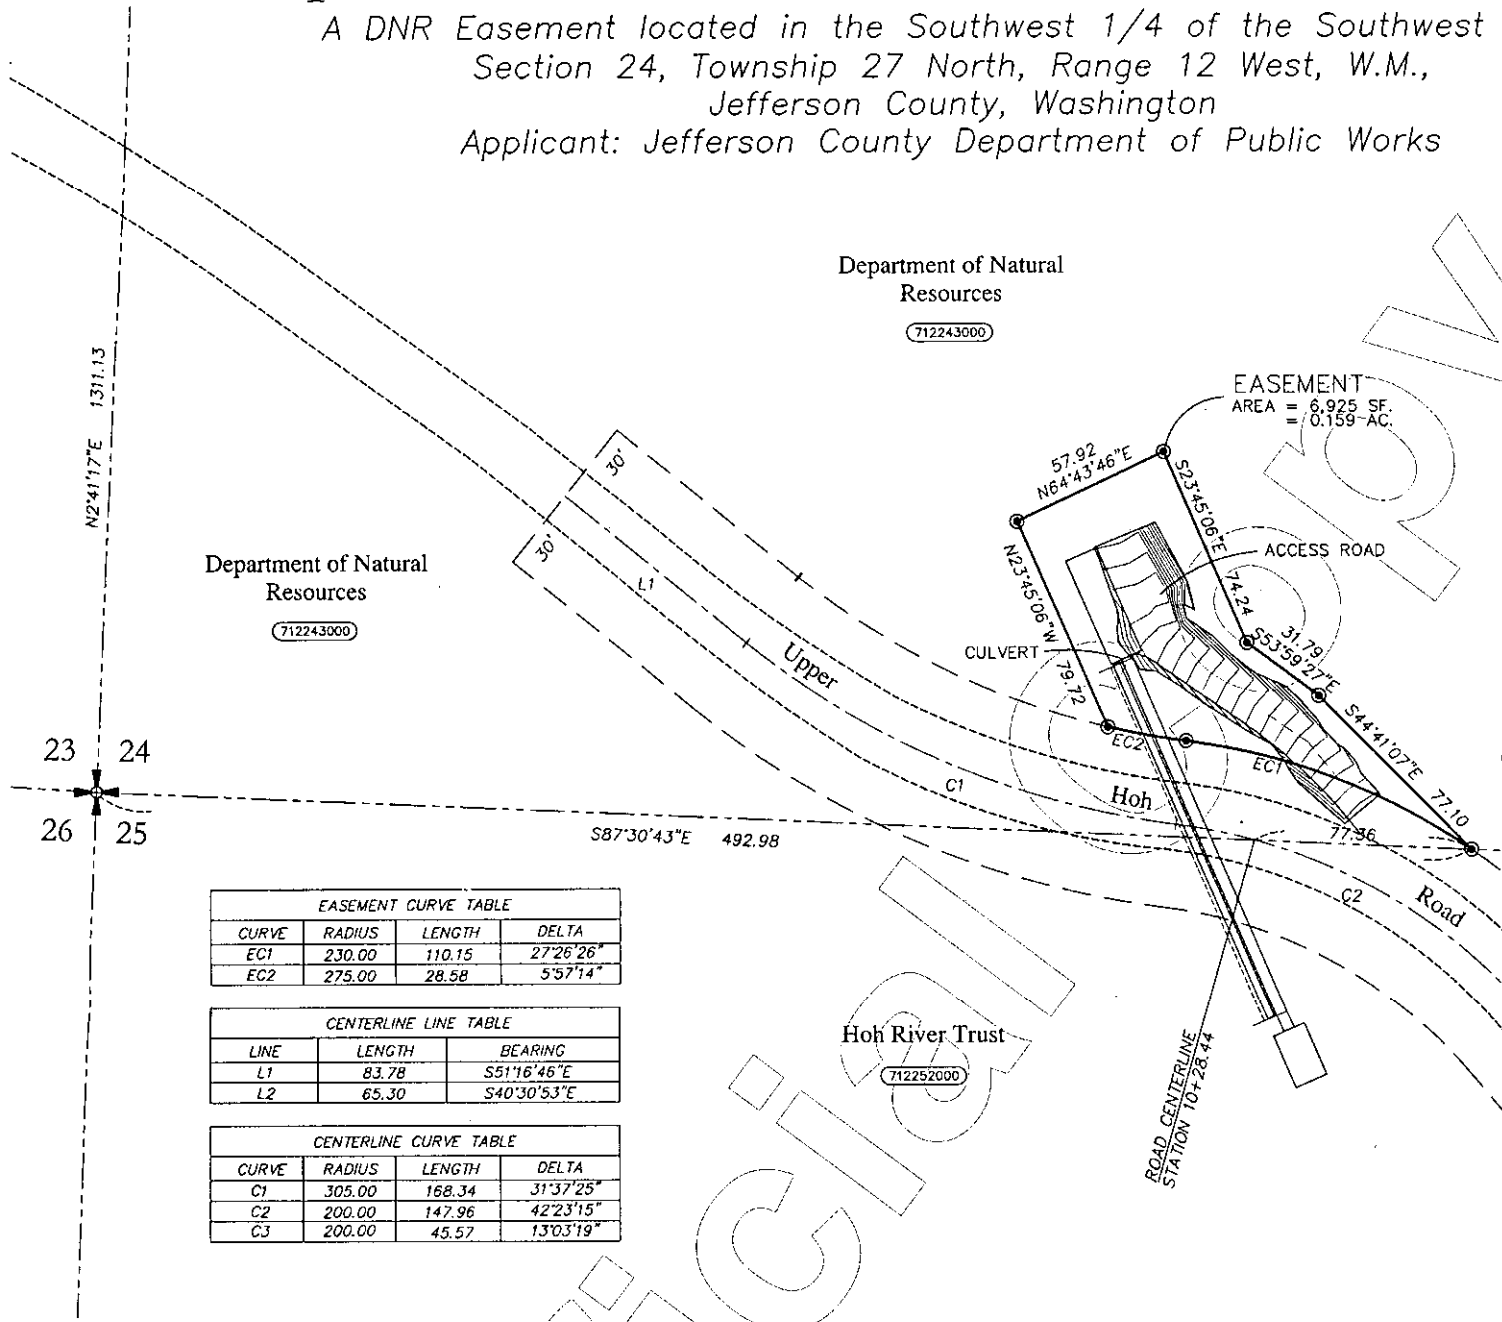 A DNR Easement located in the Southwest 1/4 of the Southwest
Section 24, Township 27 North, Range 12 West, W.M.,
Jefferson County, Washington
Applicant: Jefferson County Department of Public Works
Department of Natural
Resources
712243000
EASEMENT
AREA = 6,925 SF.
= 0.159 AC.
57.92
N64°43'46"E
S23°45'06"E
74.24
ACCESS ROAD
30'
30'
N2°41'17"E 1311.13
Department of Natural
Resources
712243000
L1
N23°45'06"W
79.72
CULVERT
31.79
S53°59'27"E
S44°41'07"E
77.10
Upper
EC2
EC1
C1
Hoh
23
24
26
25
S87°30'43"E 492.98
77.36
C2
Road
EASEMENT CURVE TABLE
CURVE RADIUS LENGTH DELTA
EC1 230.00 110.15 27°26'26"
EC2 275.00 28.58 5°57'14"
CENTERLINE LINE TABLE
LINE LENGTH BEARING
L1 83.78 S51°16'46"E
L2 65.30 S40°30'53"E
CENTERLINE CURVE TABLE
CURVE RADIUS LENGTH DELTA
C1 305.00 168.34 31°37'25"
C2 200.00 147.96 42°23'15"
C3 200.00 45.57 13°03'19"
Hoh River Trust
712252000
ROAD CENTERLINE
STATION 10+28.44